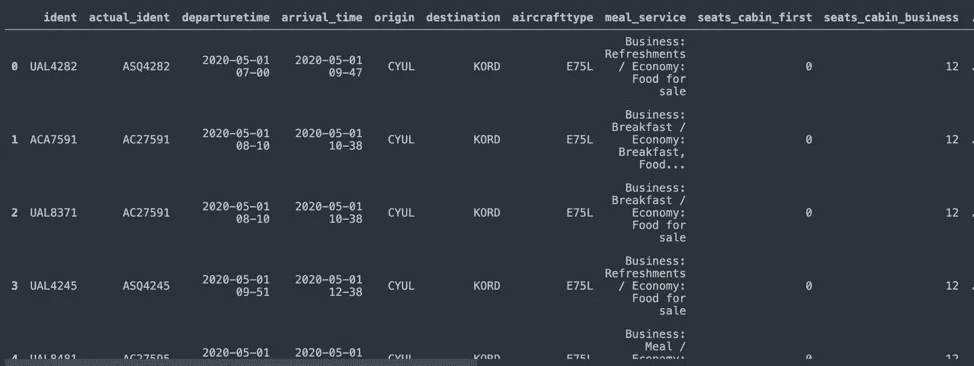 ident actual_ident departuretime arrival_time origin destination aircrafttype meal_service seats_cabin_first seats_cabin_business
Business:
Refreshments
0 UAL4282 ASQ4282 2020-05-01 07-00 2020-05-01 09-47 CYUL KORD E75L / Economy: 0 12
Food for
sale
Business:
Breakfast /
1 ACA7591 AC27591 2020-05-01 08-10 2020-05-01 10-38 CYUL KORD E75L Economy: 0 12
Breakfast,
Food...
Business:
Breakfast /
2 UAL8371 AC27591 2020-05-01 08-10 2020-05-01 10-38 CYUL KORD E75L Economy: 0 12
Food for
sale
Business:
Refreshments
3 UAL4245 ASQ4245 2020-05-01 09-51 2020-05-01 12-38 CYUL KORD E75L / Economy: 0 12
Food for
sale
Business:
2020-05-01 2020-05-01 Meal /
4 UAL8481 AC27595 CYUL KORD E75L Economy: 0 12